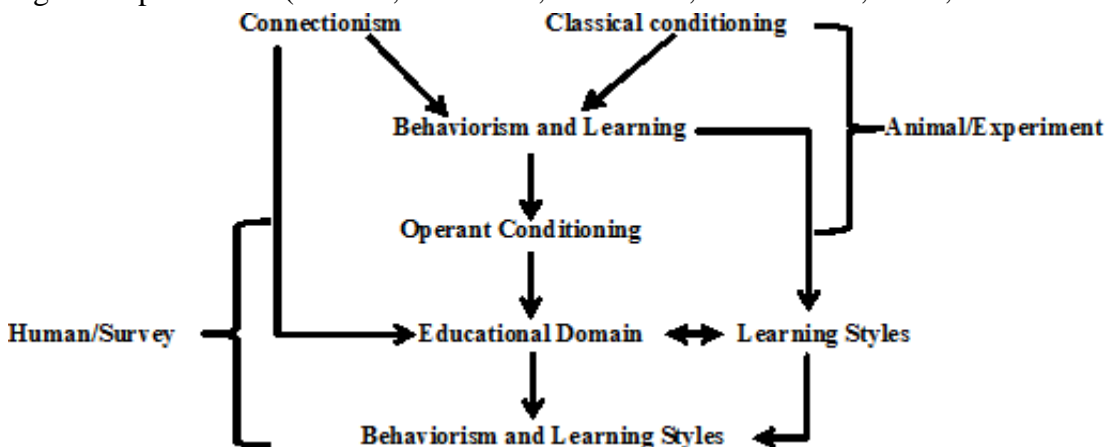 Connectionism Classical conditioning
Behaviorism and Learning Animal/Experiment
Operant Conditioning
Human/Survey Educational Domain Learning Styles
Behaviorism and Learning Styles